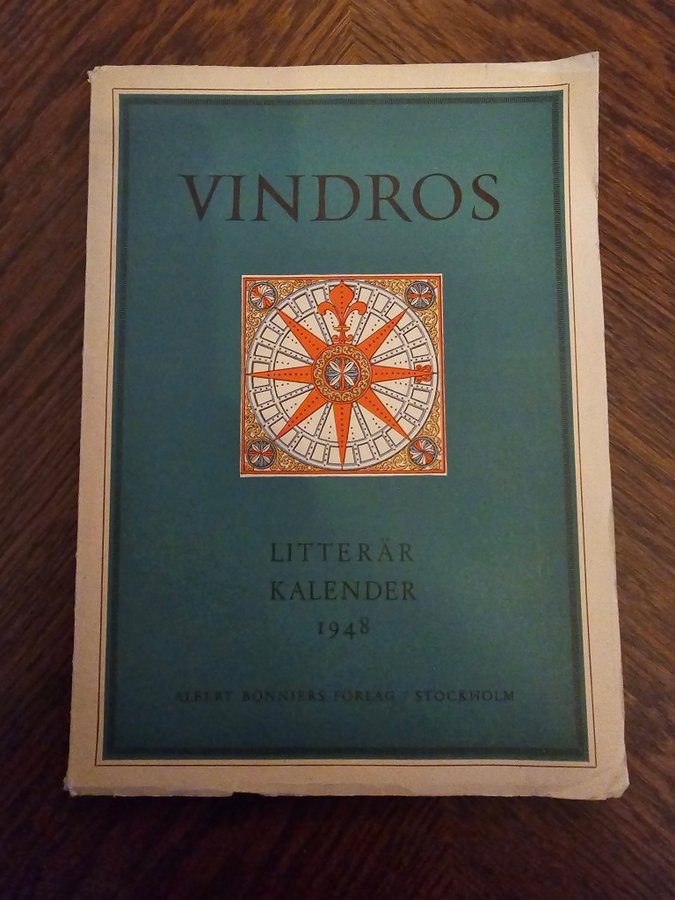 VINDROS
LITTERÄR
KALENDER
1948
ALBERT BONNIERS FÖRLAG / STOCKHOLM